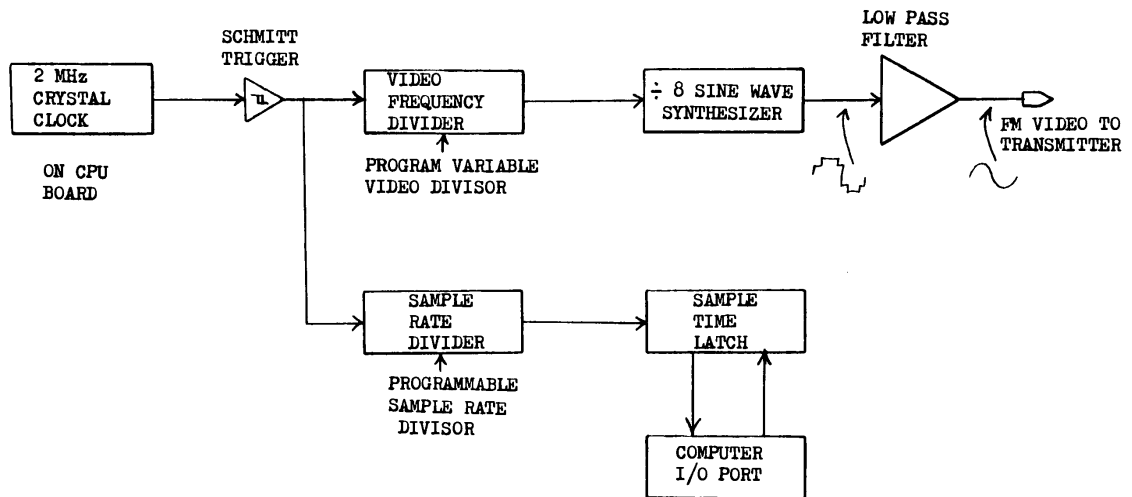 SCHMITT
TRIGGER
LOW PASS
FILTER
2 MHz
CRYSTAL
CLOCK
VIDEO
FREQUENCY
DIVIDER
÷ 8 SINE WAVE
SYNTHESIZER
FM VIDEO TO
TRANSMITTER
ON CPU
BOARD
PROGRAM VARIABLE
VIDEO DIVISOR
SAMPLE
RATE
DIVIDER
SAMPLE
TIME
LATCH
PROGRAMMABLE
SAMPLE RATE
DIVISOR
COMPUTER
I/O PORT